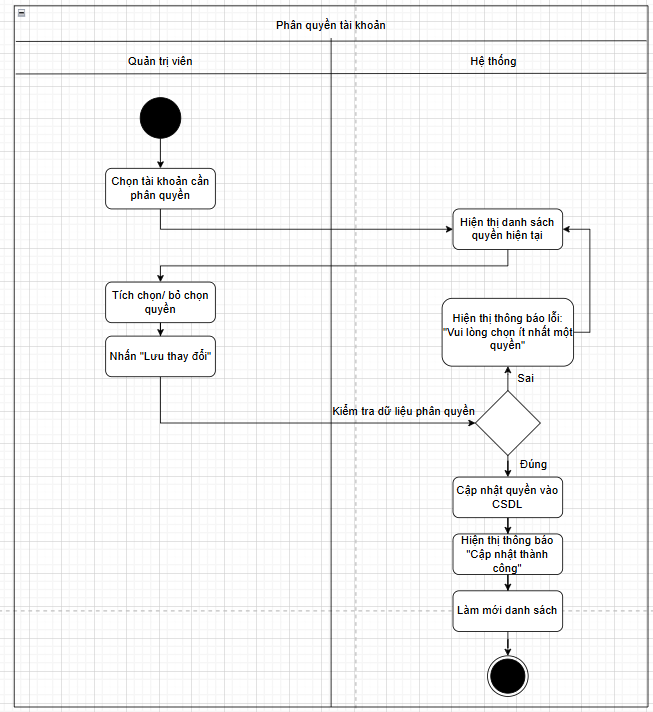 Phân quyền tài khoản
Quản trị viên
Hệ thống
Chọn tài khoản cần
phân quyền
Hiện thị danh sách
quyền hiện tại
Tích chọn/ bỏ chọn
quyền
Hiện thị thông báo lỗi:
"Vui lòng chọn ít nhất một
quyền"
Nhấn "Lưu thay đổi"
Sai
Kiểm tra dữ liệu phân quyền
Đúng
Cập nhật quyền vào
CSDL
Hiện thị thông báo
"Cập nhật thành
công"
Làm mới danh sách